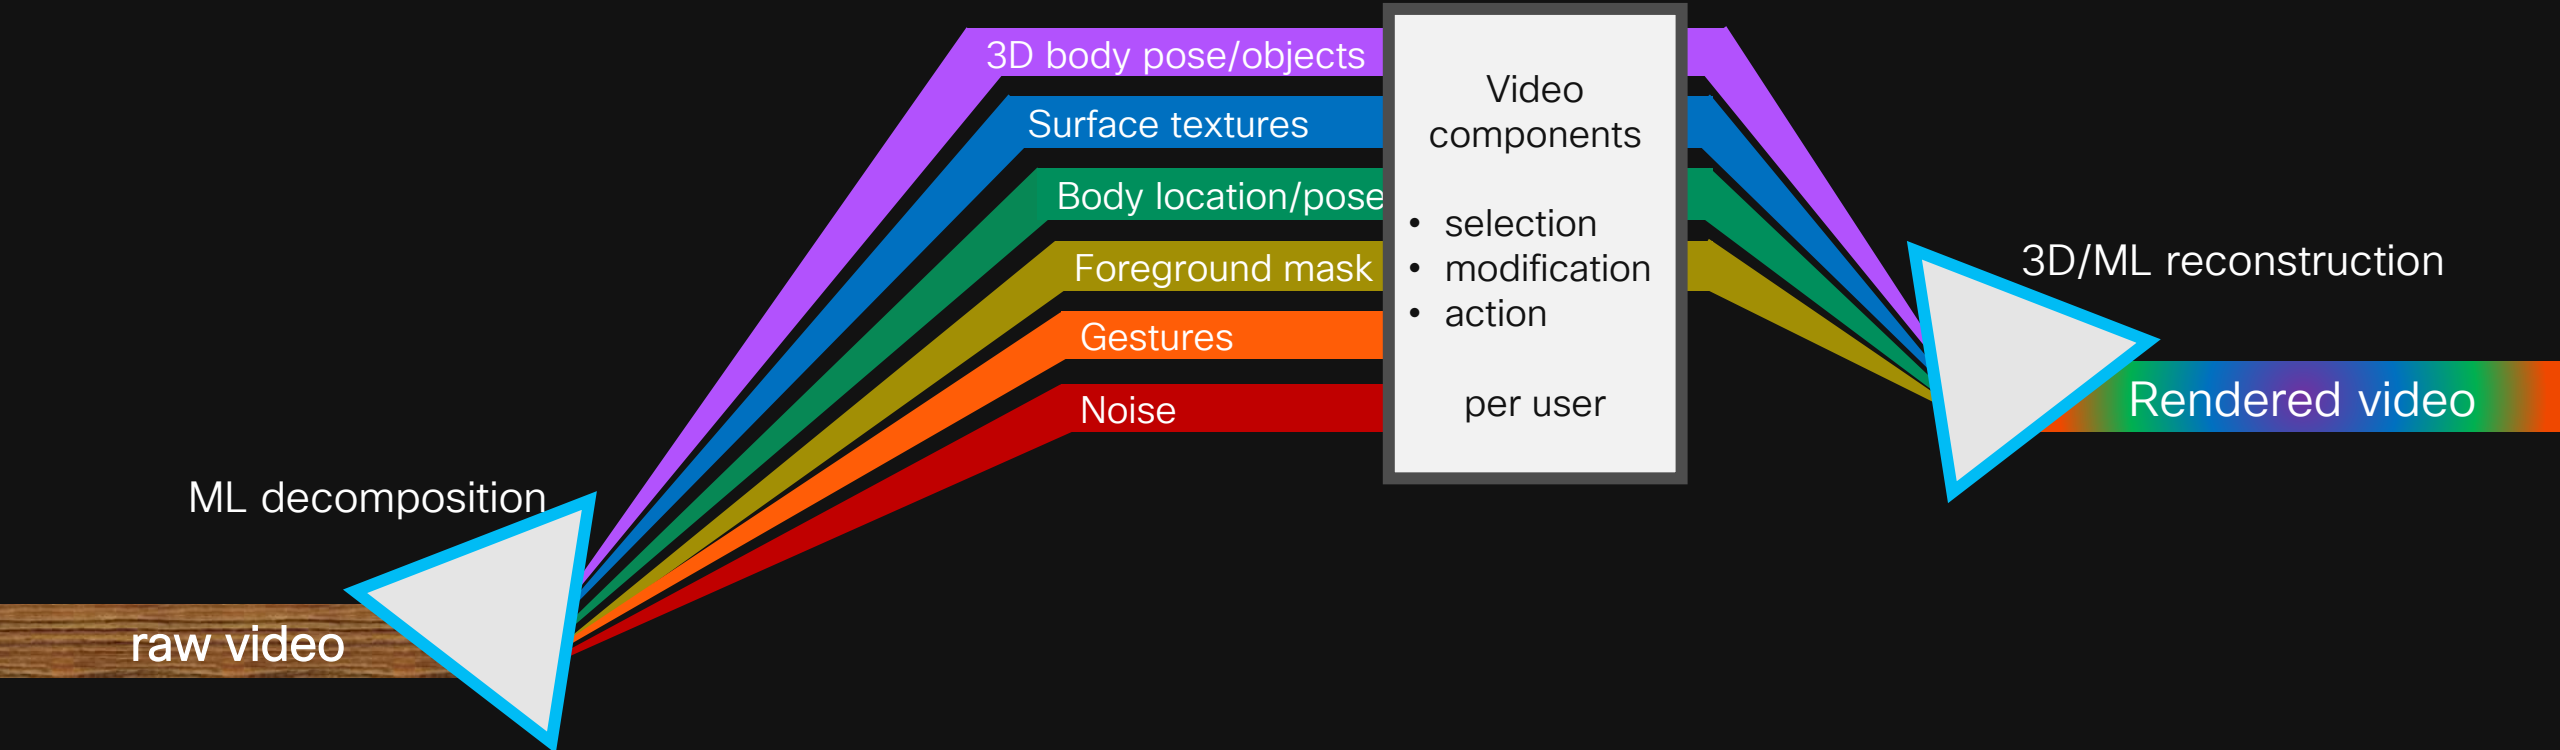 3D body pose/objects
Surface textures
Body location/pose
Foreground mask
Gestures
Noise
Video
components
• selection
• modification
• action
per user
3D/ML reconstruction
Rendered video
ML decomposition
raw video